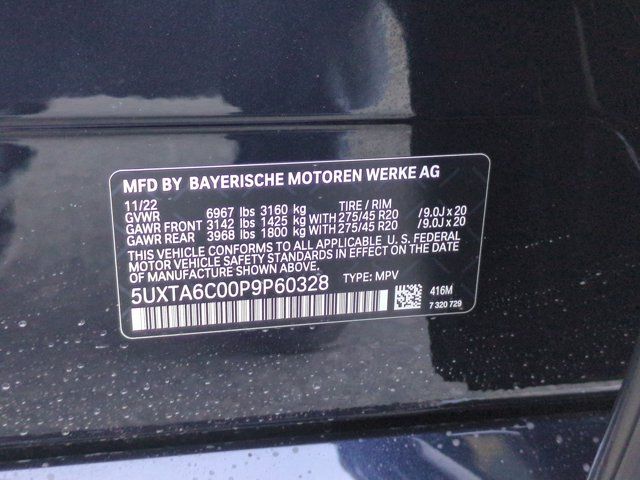 MFD BY BAYERISCHE MOTOREN WERKE AG
11/22 TIRE / RIM
GVWR 6967 lbs 3160 kg
GAWR FRONT 3142 lbs 1425 kg WITH 275/45 R20 /9.0J x 20
GAWR REAR 3968 lbs 1800 kg WITH 275/45 R20 /9.0J x 20
THIS VEHICLE CONFORMS TO ALL APPLICABLE U. S. FEDERAL
MOTOR VEHICLE SAFETY STANDARDS IN EFFECT ON THE DATE
OF MANUFACTURE SHOWN ABOVE.
5UXTA6C00P9P60328 TYPE: MPV
416M
7 320 729